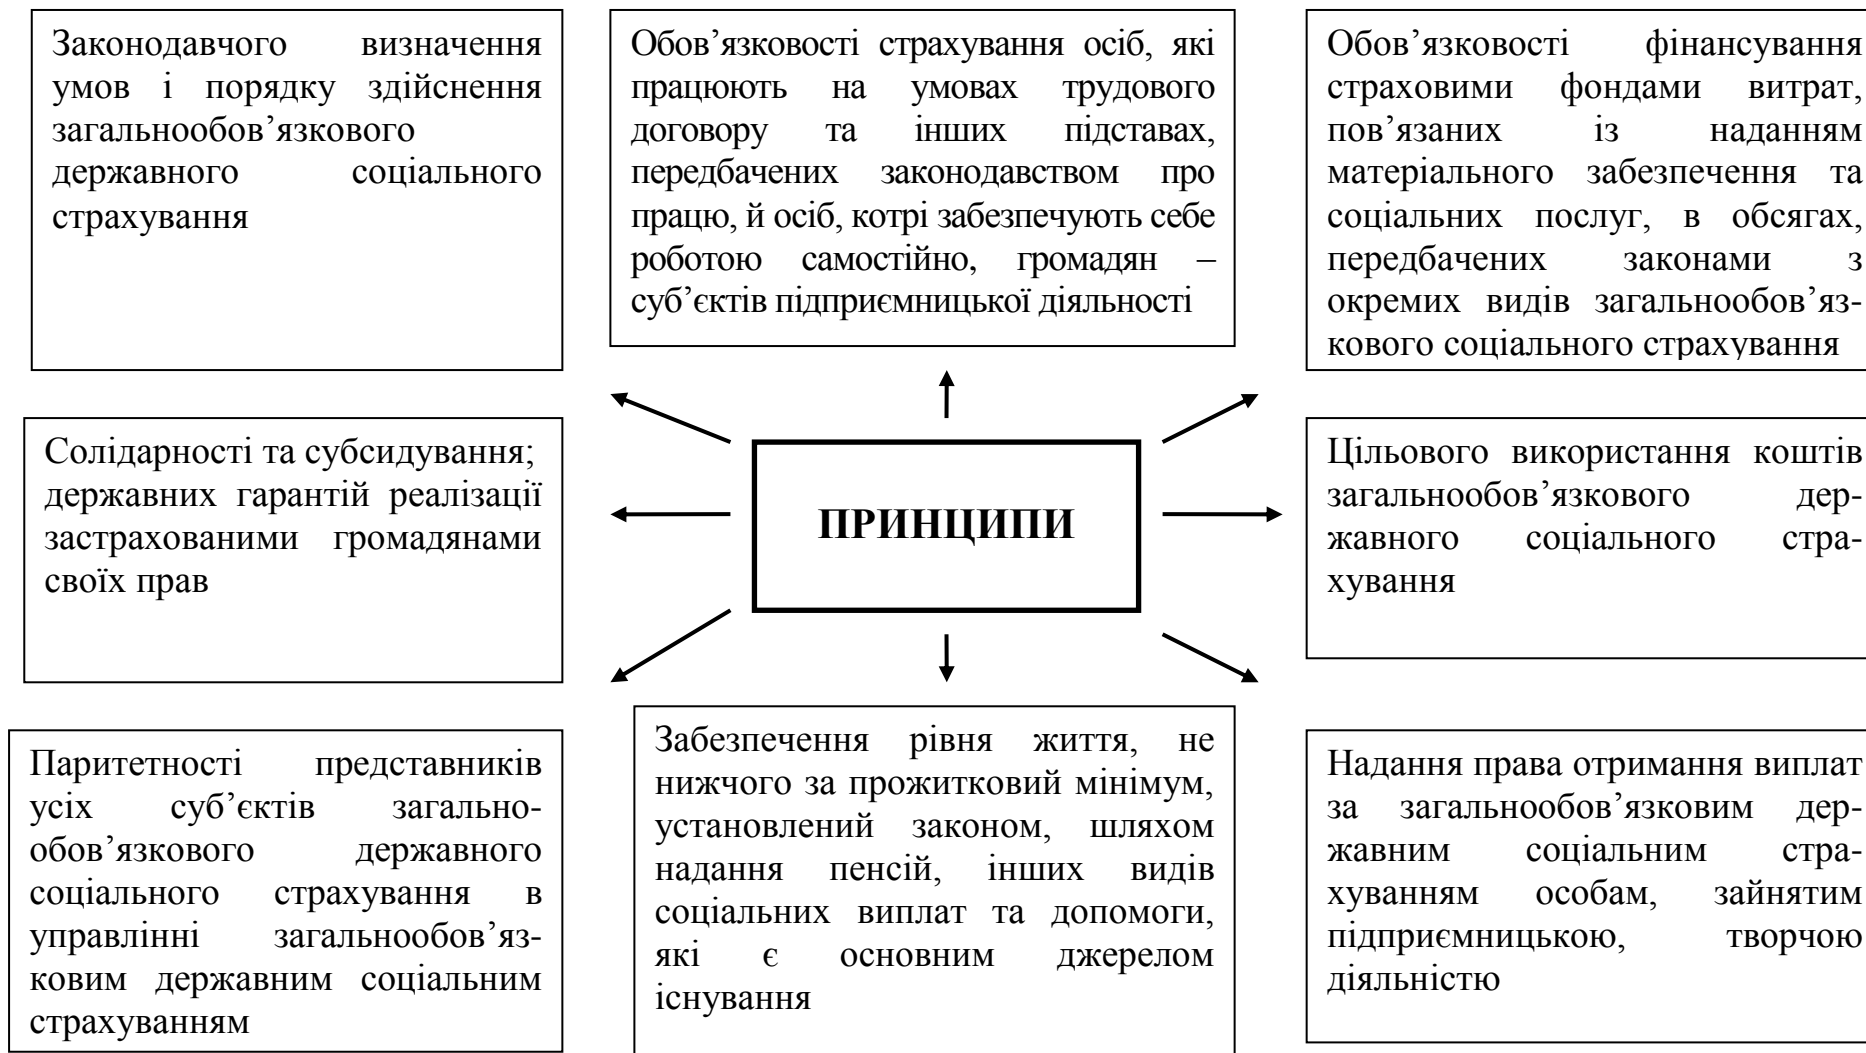 Законодавчого визначення
умов і порядку здійснення
загальнообов’язкового
державного соціального
страхування
Обов’язковості страхування осіб, які
працюють на умовах трудового
договору та інших підставах,
передбачених законодавством про
працю, й осіб, котрі забезпечують себе
роботою самостійно, громадян –
суб’єктів підприємницької діяльності
Обов’язковості фінансування
страховими фондами витрат,
пов’язаних із наданням
матеріального забезпечення та
соціальних послуг, в обсягах,
передбачених законами з
окремих видів загальнообов’яз-
кового соціального страхування
Солідарності та субсидування;
державних гарантій реалізації
застрахованими громадянами
своїх прав
ПРИНЦИПИ
Цільового використання коштів
загальнообов’язкового дер-
жавного соціального стра-
хування
Паритетності представників
усіх суб’єктів загально-
обов’язкового державного
соціального страхування в
управлінні загальнообов’яз-
ковим державним соціальним
страхуванням
Забезпечення рівня життя, не
нижчого за прожитковий мінімум,
установлений законом, шляхом
надання пенсій, інших видів
соціальних виплат та допомоги,
які є основним джерелом
існування
Надання права отримання виплат
за загальнообов’язковим дер-
жавним соціальним стра-
хуванням особам, зайнятим
підприємницькою, творчою
діяльністю